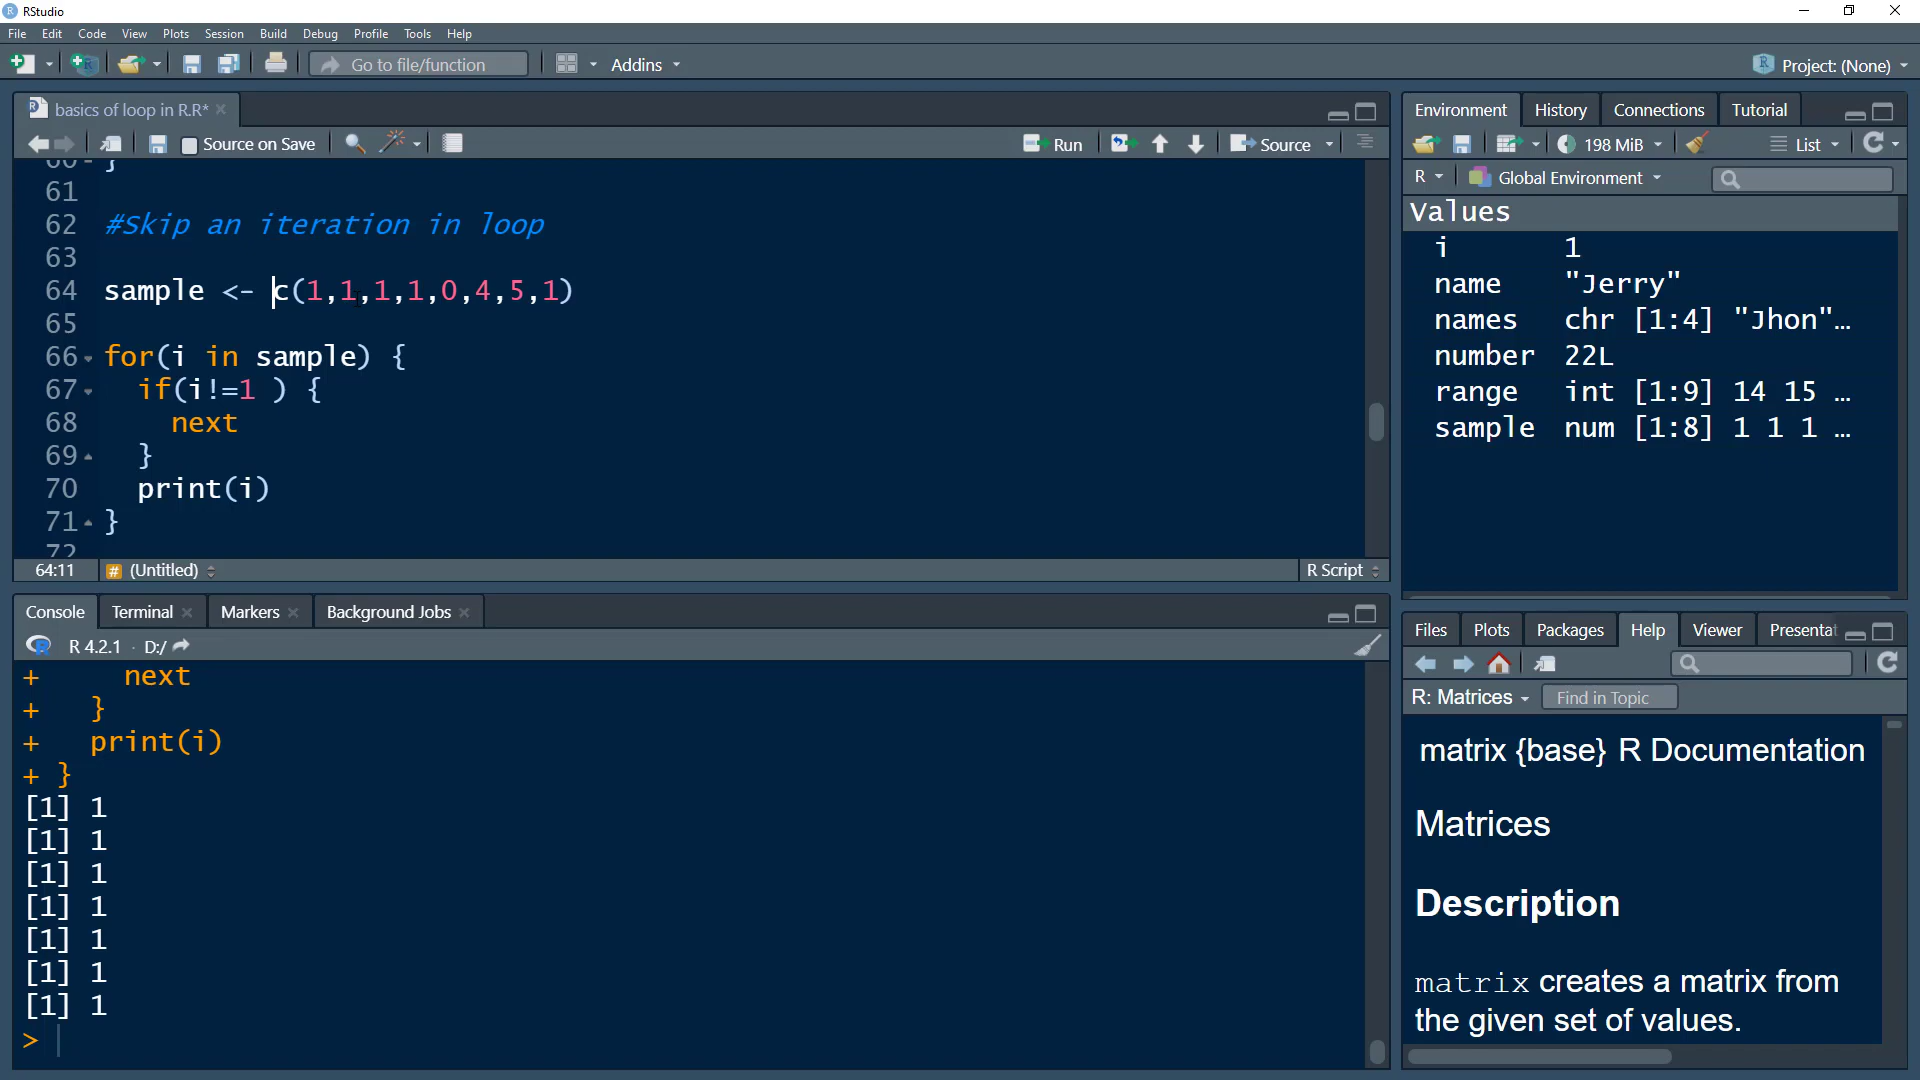 RStudio
File Edit Code View Plots Session Build Debug Profile Tools Help
Go to file/function Addins Project: (None)
basics of loop in R.R*
Source on Save Run Source
60 }
61
62 #Skip an iteration in loop
63
64 sample <- c(1,1,1,1,0,4,5,1)
65
66 for(i in sample) {
67 if(i!=1 ) {
68 next
69 }
70 print(i)
71 }
72
64:11 # (Untitled) R Script
Console Terminal Markers Background Jobs
R 4.2.1 · D:/
+ next
+ }
+ print(i)
+ }
[1] 1
[1] 1
[1] 1
[1] 1
[1] 1
[1] 1
[1] 1
>
Environment History Connections Tutorial
198 MiB List
R Global Environment
Values
i 1
name "Jerry"
names chr [1:4] "Jhon"…
number 22L
range int [1:9] 14 15 …
sample num [1:8] 1 1 1 …
Files Plots Packages Help Viewer Presentat
R: Matrices Find in Topic
matrix {base} R Documentation
Matrices
Description
matrix creates a matrix from
the given set of values.